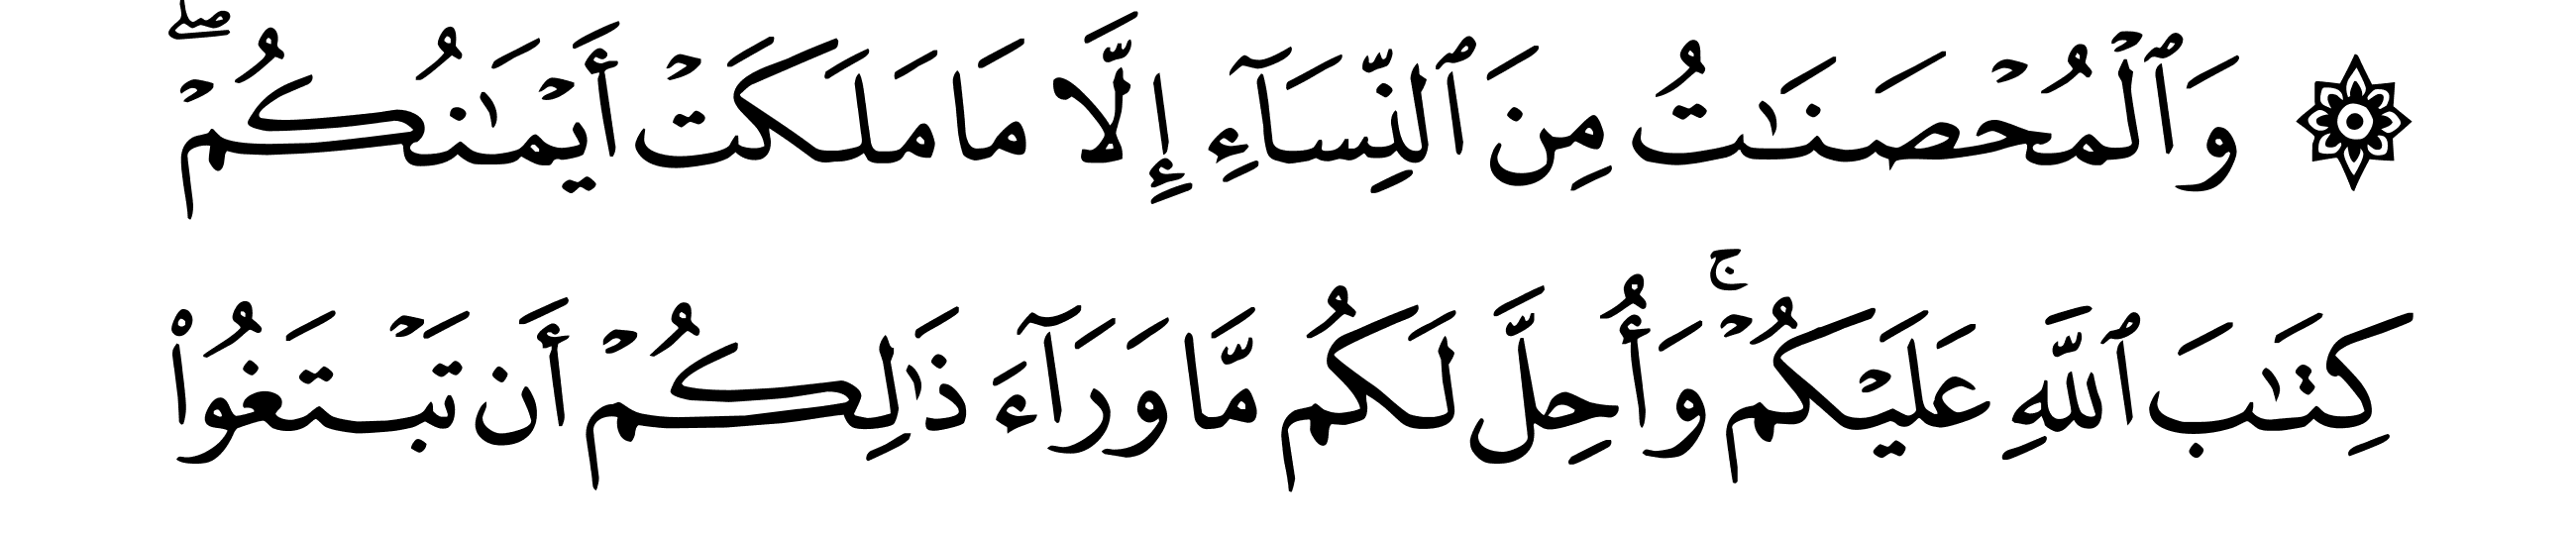 ۞ وَٱلْمُحْصَنَـٰتُ مِنَ ٱلنِّسَآءِ إِلَّا مَا مَلَكَتْ أَيْمَـٰنُكُمْ ۖ
كِتَـٰبَ ٱللَّهِ عَلَيْكُمْ ۚ وَأُحِلَّ لَكُم مَّا وَرَآءَ ذَٰلِكُمْ أَن تَبْتَغُوا۟